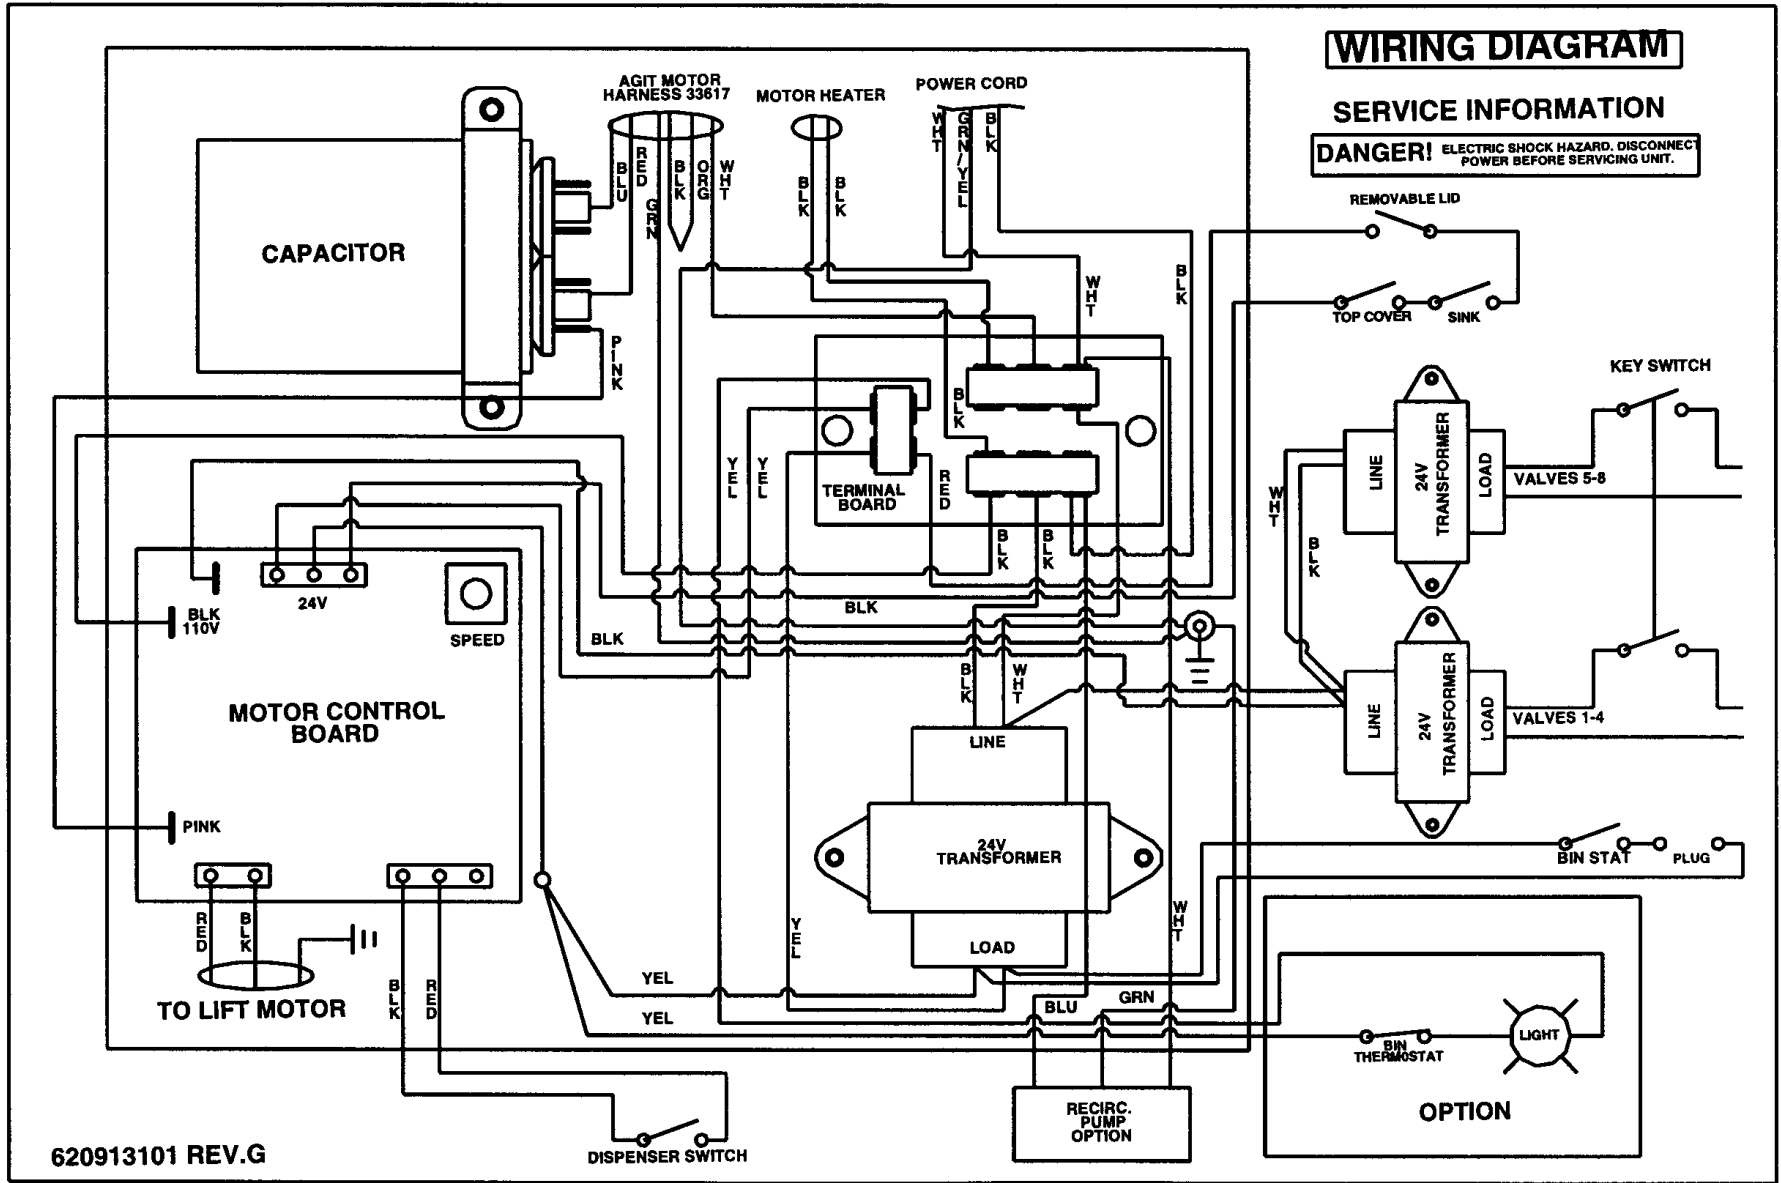 WIRING DIAGRAM
SERVICE INFORMATION
DANGER! ELECTRIC SHOCK HAZARD. DISCONNECT
POWER BEFORE SERVICING UNIT.
AGIT MOTOR
HARNESS 33617
MOTOR HEATER
POWER CORD
BLU
RED
GRN
BLK
ORG
WHT
BLK
BLK
WHT
GRN/YEL
BLK
CAPACITOR
PINK
WHT
BLK
REMOVABLE LID
TOP COVER
SINK
KEY SWITCH
BLK
YEL
YEL
RED
TERMINAL
BOARD
BLK
BLK
WHT
BLK
LINE
24V
TRANSFORMER
LOAD
VALVES 5-8
24V
BLK
110V
SPEED
BLK
BLK
BLK
WHT
LINE
24V
TRANSFORMER
LOAD
VALVES 1-4
MOTOR CONTROL
BOARD
PINK
LINE
24V
TRANSFORMER
LOAD
BIN STAT
PLUG
RED
BLK
YEL
WHT
TO LIFT MOTOR
BLK
RED
YEL
YEL
BLU
GRN
BIN
THERMOSTAT
LIGHT
OPTION
RECIRC.
PUMP
OPTION
DISPENSER SWITCH
620913101 REV.G